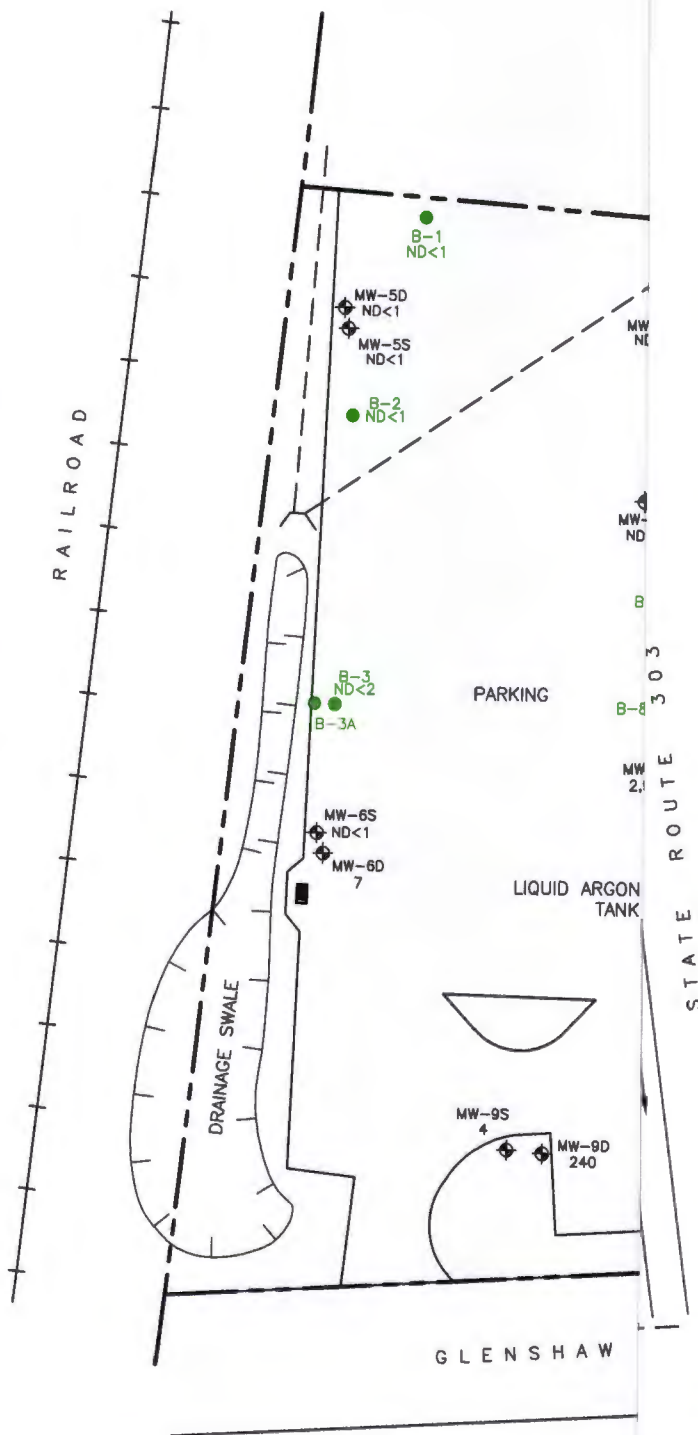 B-1
ND<1
MW-5D
ND<1
MW-5S
ND<1
B-2
ND<1
RAILROAD
B-3
ND<2
B-3A
PARKING
MW-6S
ND<1
MW-6D
7
LIQUID ARGON
TANK
STATE ROUTE 303
DRAINAGE SWALE
MW-9S
4
MW-9D
240
GLENSHAW